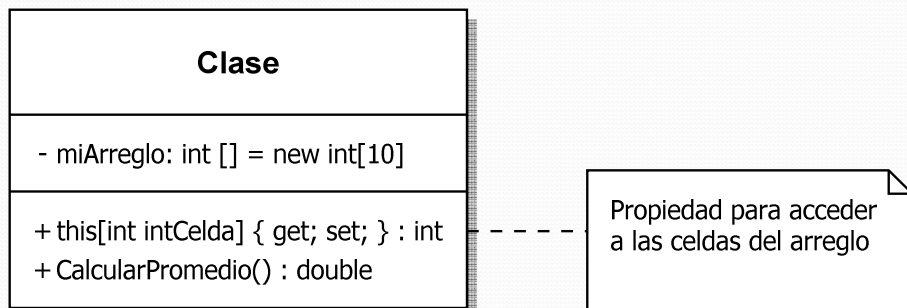 Clase
- miArreglo: int [] = new int[10]
+ this[int intCelda] { get; set; } : int
+ CalcularPromedio() : double
Propiedad para acceder
a las celdas del arreglo